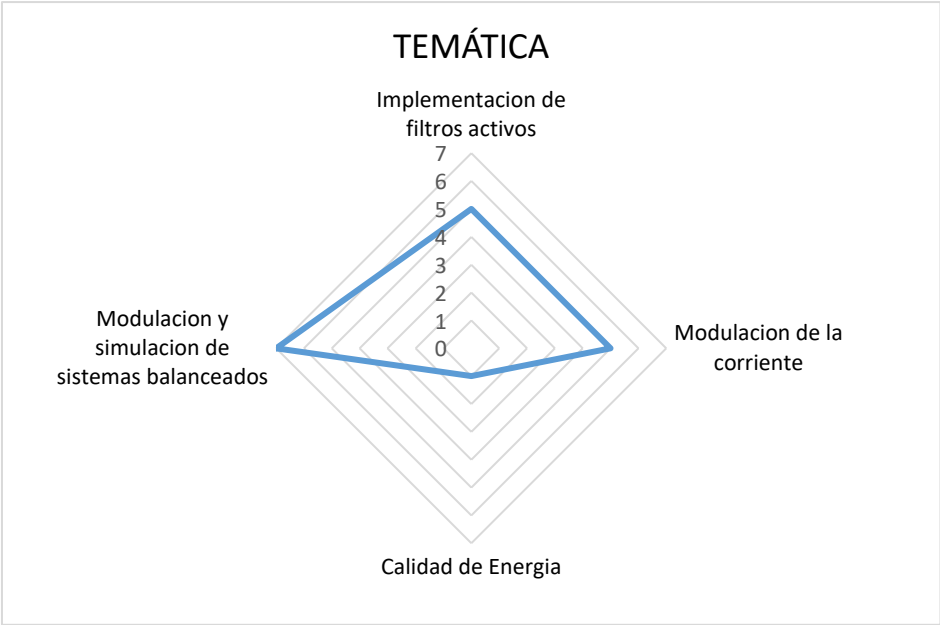 TEMÁTICA
Implementacion de
filtros activos
7
6
5
4
3
2
1
0
Modulacion y
simulacion de
sistemas balanceados
Modulacion de la
corriente
Calidad de Energia